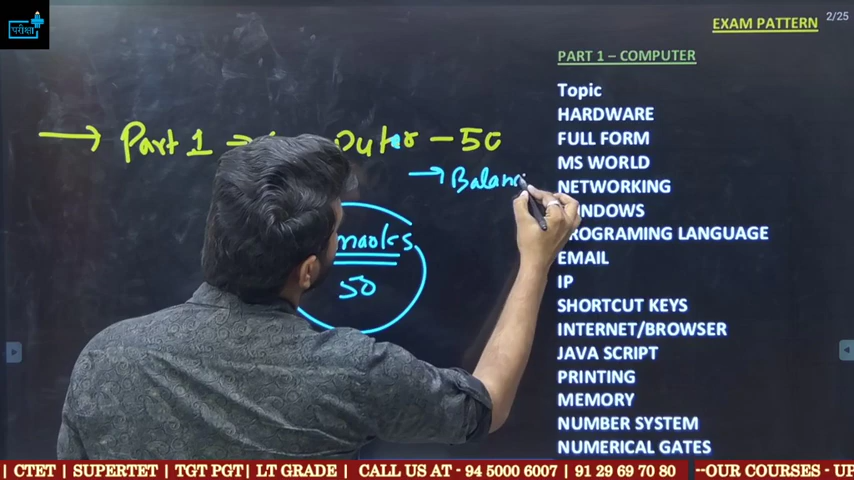 परीक्षा
EXAM PATTERN
2/25
PART 1 – COMPUTER
Topic
HARDWARE
FULL FORM
MS WORLD
NETWORKING
PROGRAMING LANGUAGE
EMAIL
IP
SHORTCUT KEYS
INTERNET/BROWSER
JAVA SCRIPT
PRINTING
MEMORY
NUMBER SYSTEM
NUMERICAL GATES
Part 1 - 50
50
| CTET | SUPERTET | TGT PGT| LT GRADE | CALL US AT - 94 5000 6007 | 91 29 69 70 80 --OUR COURSES - UP